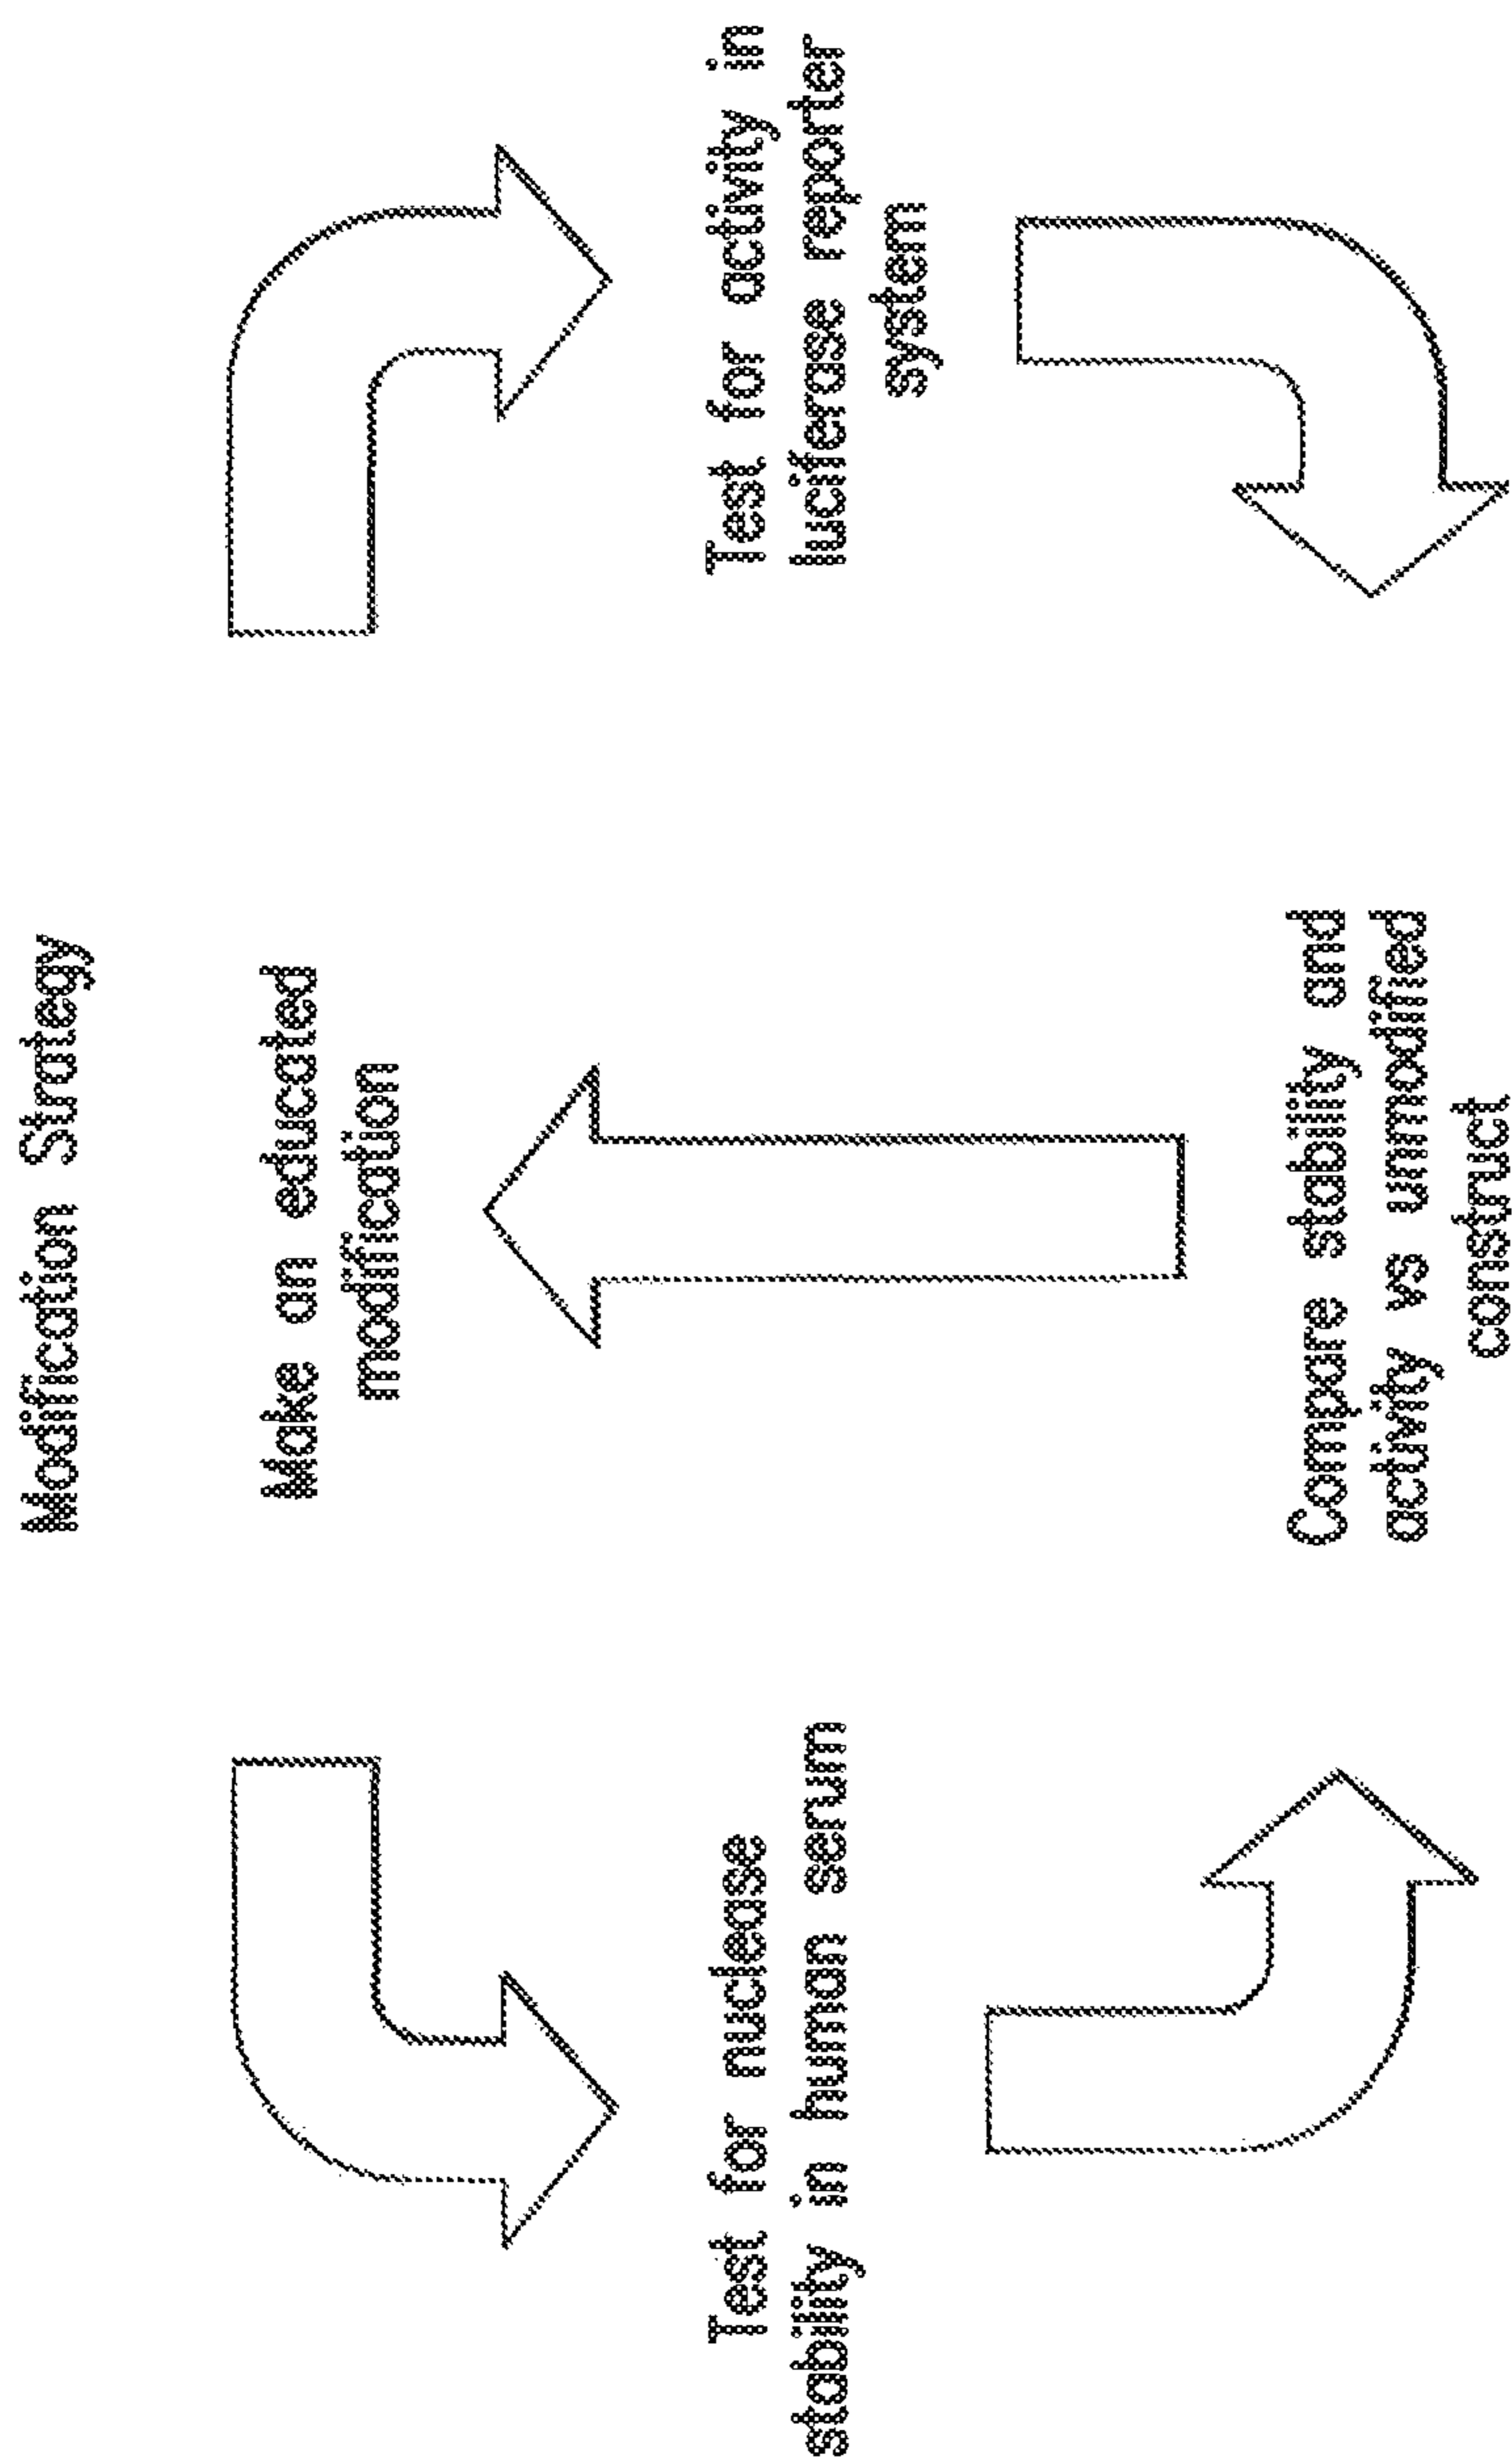 Modification Strategy
Make an educated
modification
Test for nuclease
stability in human serum
Test for activity in
luciferase reporter
system
Compare stability and
activity vs unmodified
construct